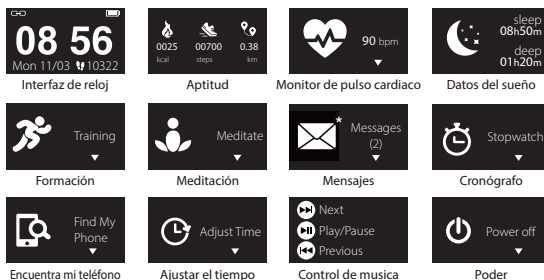 08 56
Mon 11/03 10322
Interfaz de reloj
0025 00700 0.38
kcal steps km
Aptitud
90 bpm
Monitor de pulso cardiaco
sleep
08h50m
deep
01h20m
Datos del sueño
Training
Formación
Meditate
Meditación
* Messages
(2)
Mensajes
Stopwatch
Cronógrafo
Find My
Phone
Encuentra mi teléfono
Adjust Time
Ajustar el tiempo
Next
Play/Pause
Previous
Control de musica
Power off
Poder